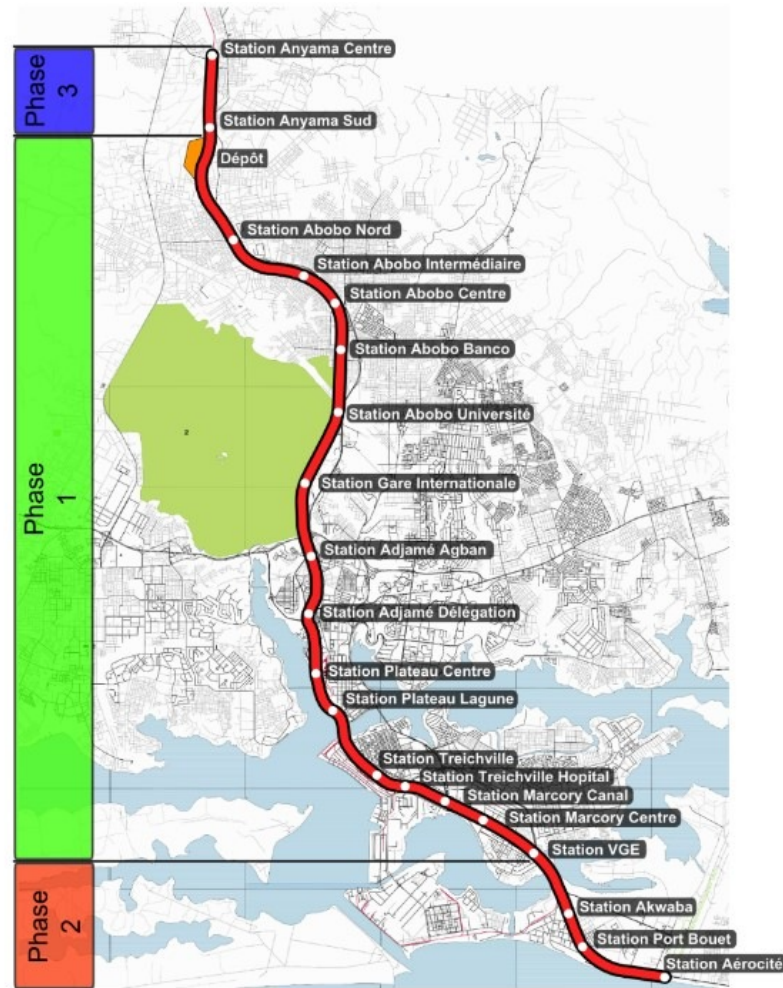 Station Anyama Centre
Phase
3
Station Anyama Sud
Dépôt
Station Abobo Nord
Station Abobo Intermédiaire
Station Abobo Centre
Station Abobo Banco
Station Abobo Université
Station Gare Internationale
Phase
1
Station Adjamé Agban
Station Adjamé Délégation
Station Plateau Centre
Station Plateau Lagune
Station Treichville
Station Treichville Hopital
Station Marcory Canal
Station Marcory Centre
Station VGE
Phase
2
Station Akwaba
Station Port Bouet
Station Aérocité